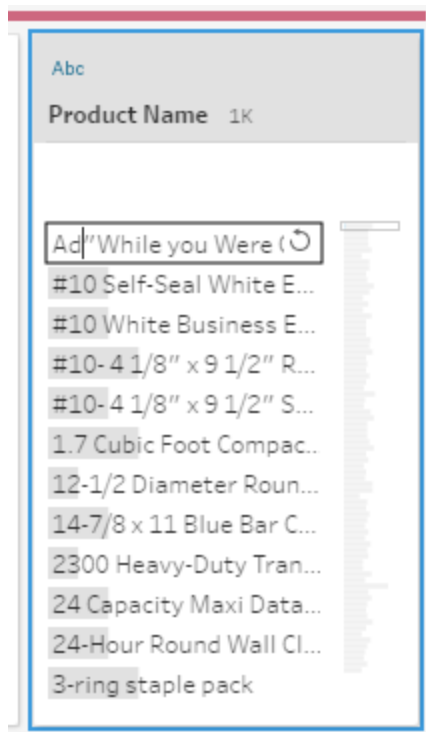 Abc
Product Name 1K
Ad"While you Were (
#10 Self-Seal White E...
#10 White Business E...
#10- 4 1/8" x 9 1/2" R...
#10- 4 1/8" x 9 1/2" S...
1.7 Cubic Foot Compac..
12-1/2 Diameter Roun...
14-7/8 x 11 Blue Bar C...
2300 Heavy-Duty Tran...
24 Capacity Maxi Data...
24-Hour Round Wall Cl...
3-ring staple pack